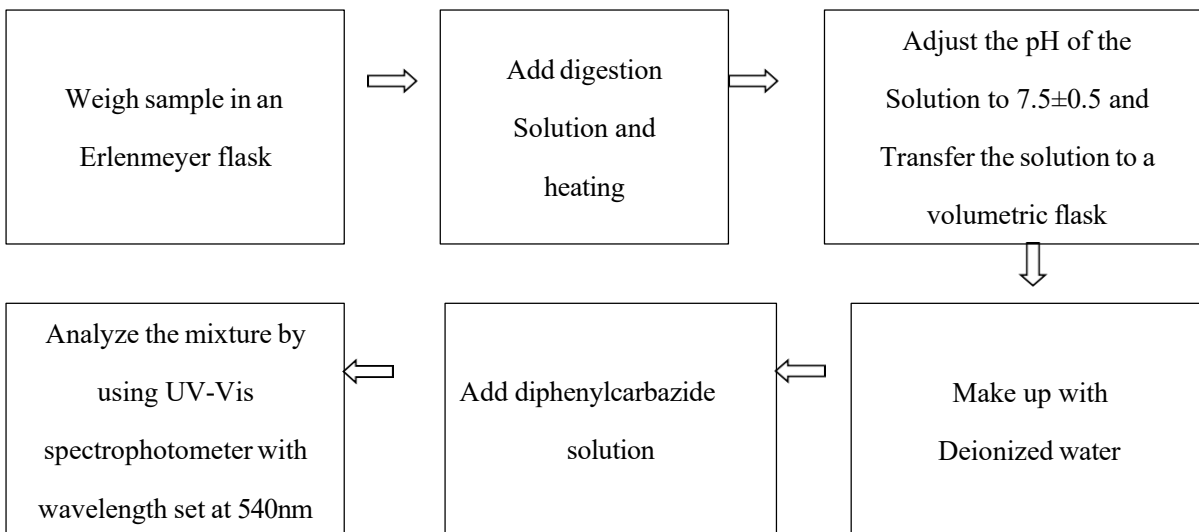 Weigh sample in an
Erlenmeyer flask
Add digestion
Solution and
heating
Adjust the pH of the
Solution to 7.5±0.5 and
Transfer the solution to a
volumetric flask
Make up with
Deionized water
Add diphenylcarbazide
solution
Analyze the mixture by
using UV-Vis
spectrophotometer with
wavelength set at 540nm